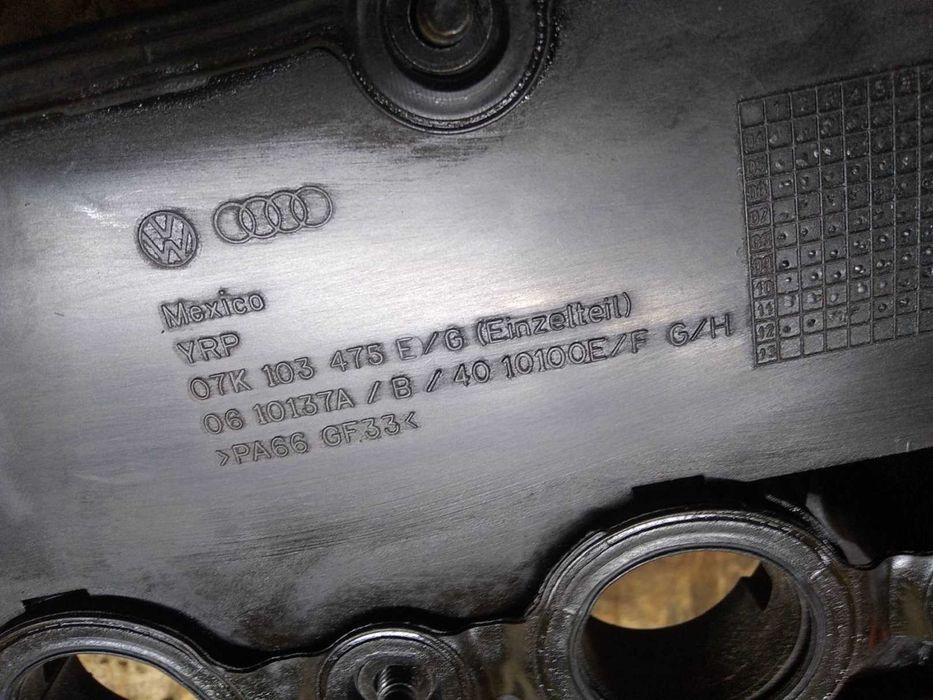 Mexico
YRP
07K 103 475 E/G (Einzelteil)
06 10137A / B / 40 10100E/F G/H
>PA66 GF33<